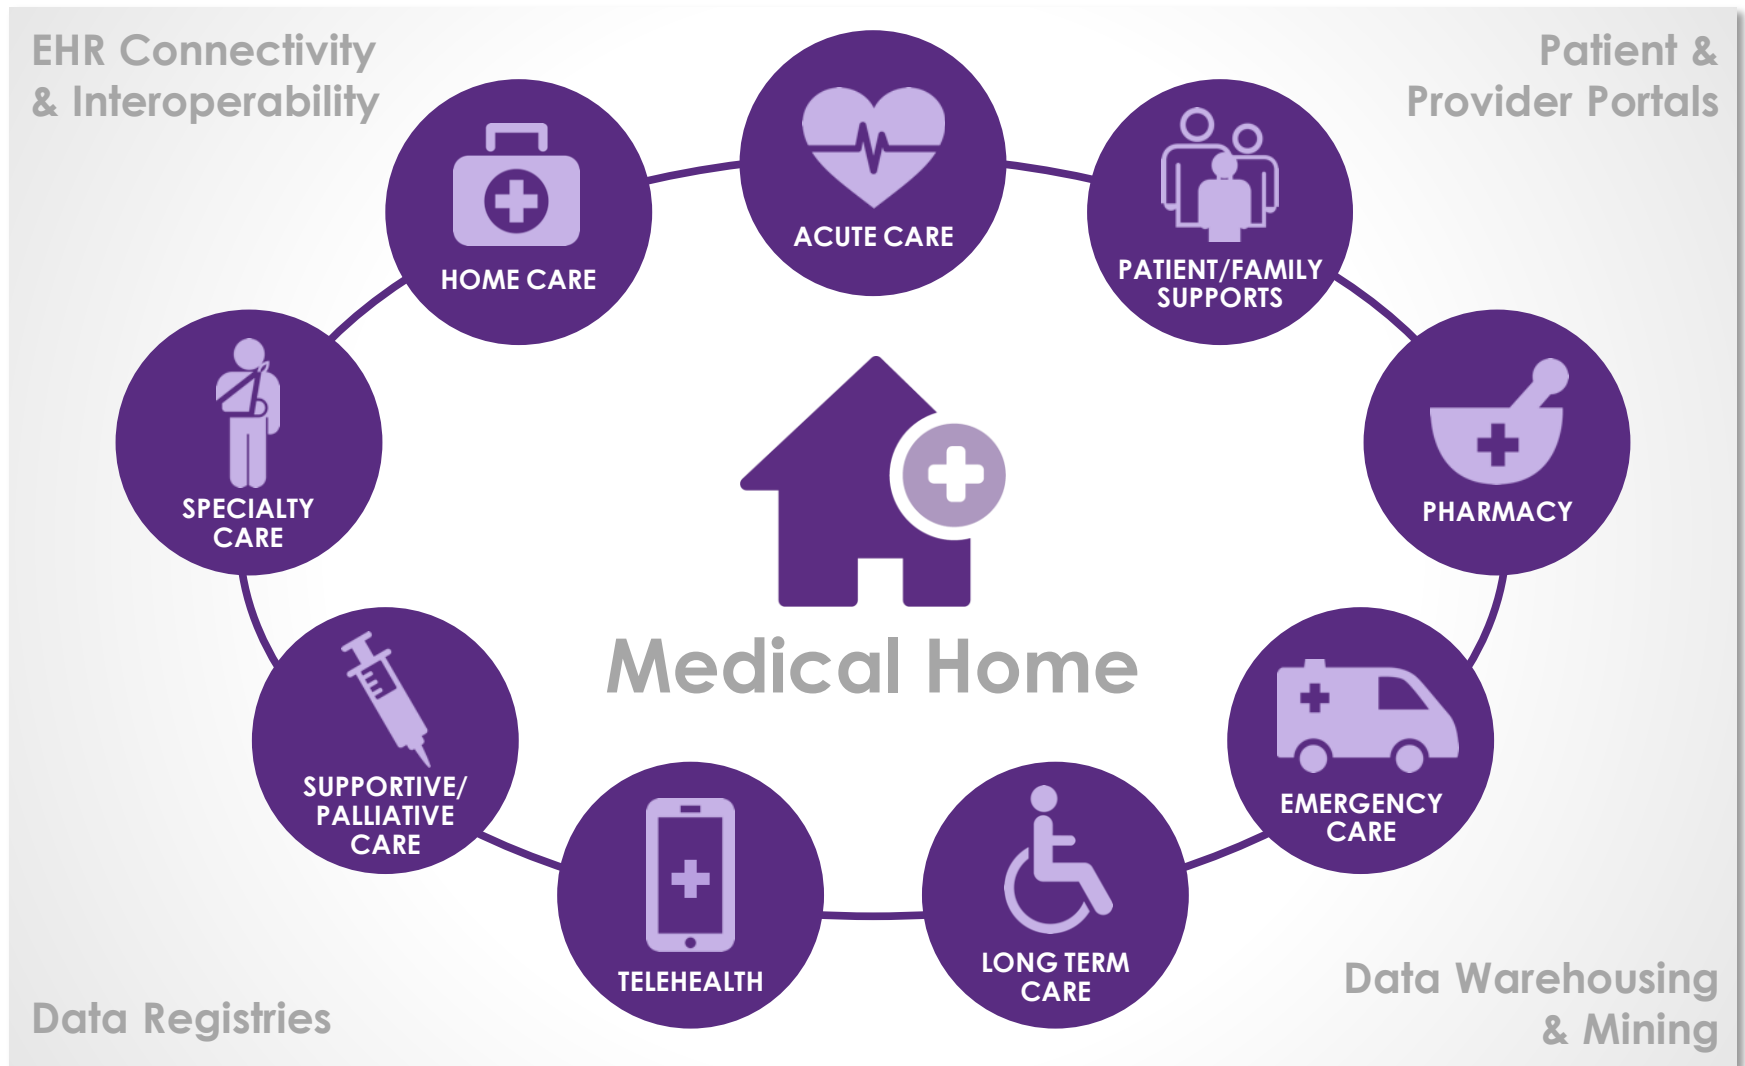 EHR Connectivity
& Interoperability
Patient &
Provider Portals
ACUTE CARE
HOME CARE
PATIENT/FAMILY
SUPPORTS
SPECIALTY
CARE
PHARMACY
Medical Home
SUPPORTIVE/
PALLIATIVE
CARE
EMERGENCY
CARE
TELEHEALTH
LONG TERM
CARE
Data Registries
Data Warehousing
& Mining